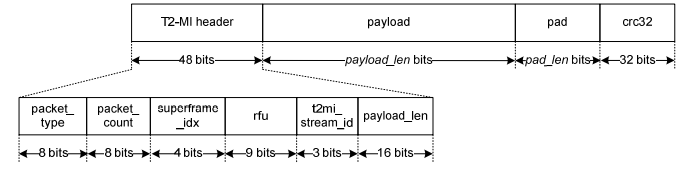 T2-MI header payload pad crc32
48 bits payload_len bits pad_len bits 32 bits
packet_ packet_ superframe rfu t2mi_ payload_len
type count _idx stream_id
8 bits 8 bits 4 bits 9 bits 3 bits 16 bits